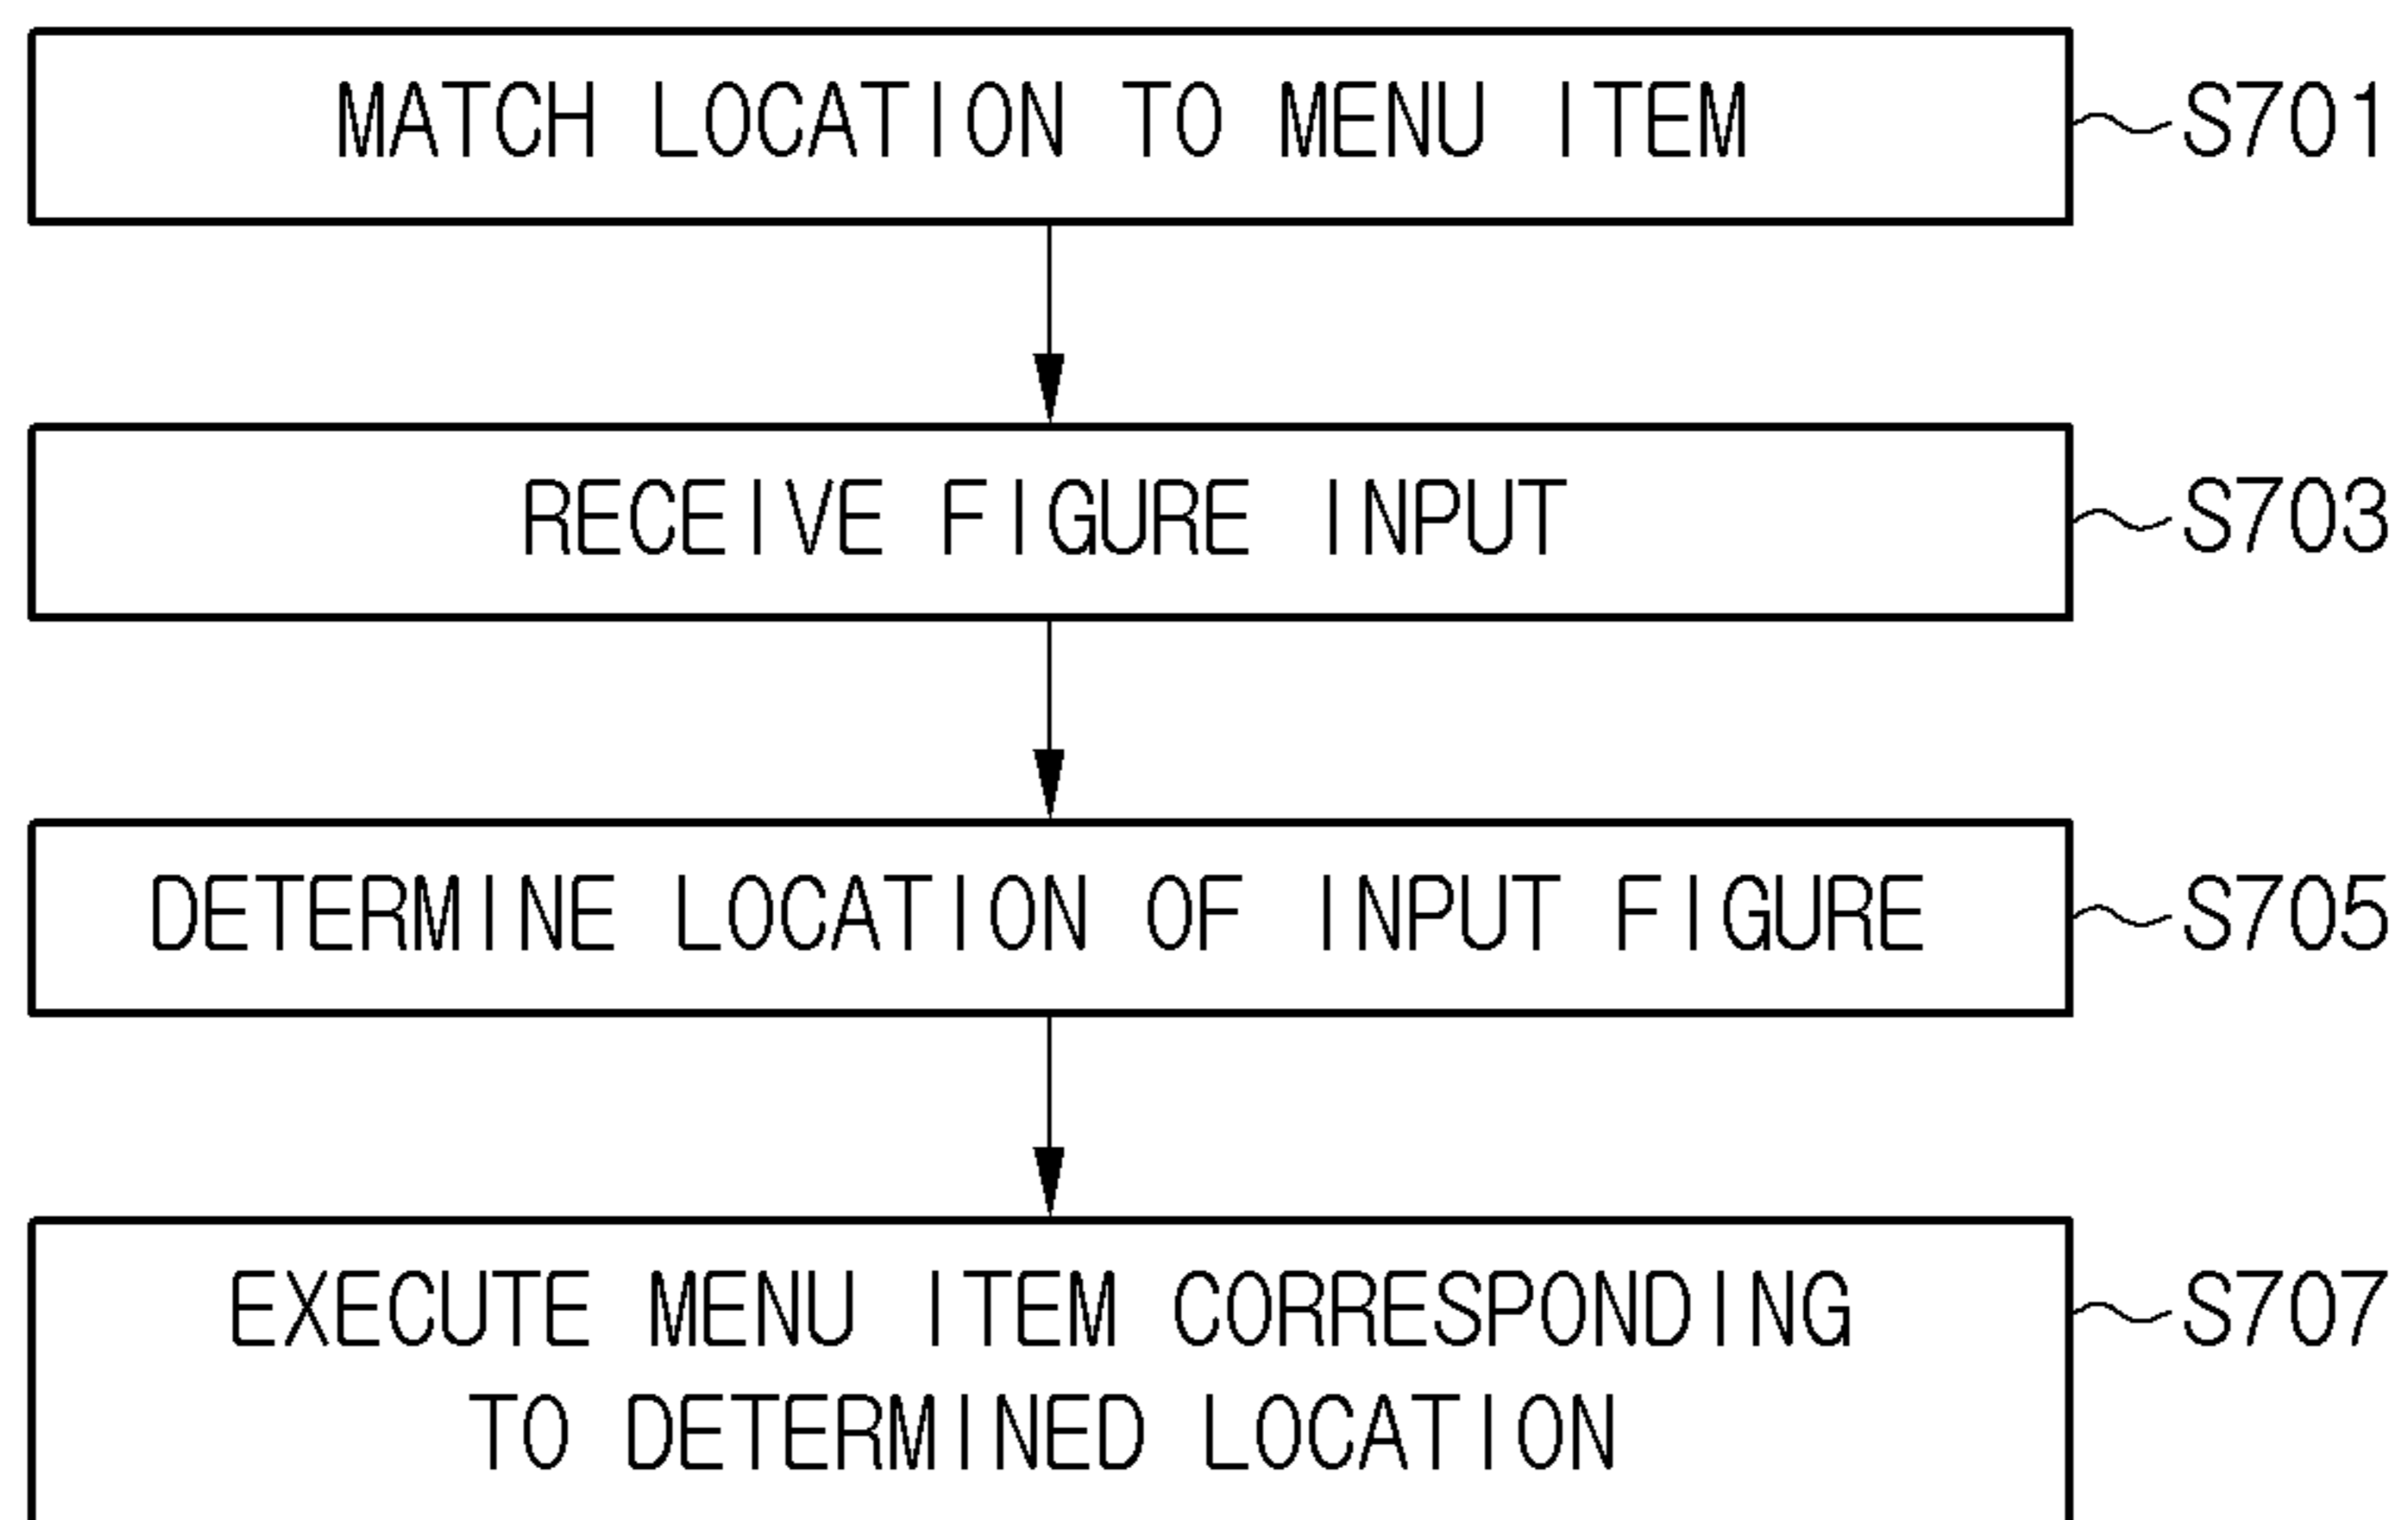 MATCH LOCATION TO MENU ITEM S701
RECEIVE FIGURE INPUT S703
DETERMINE LOCATION OF INPUT FIGURE S705
EXECUTE MENU ITEM CORRESPONDING S707
TO DETERMINED LOCATION